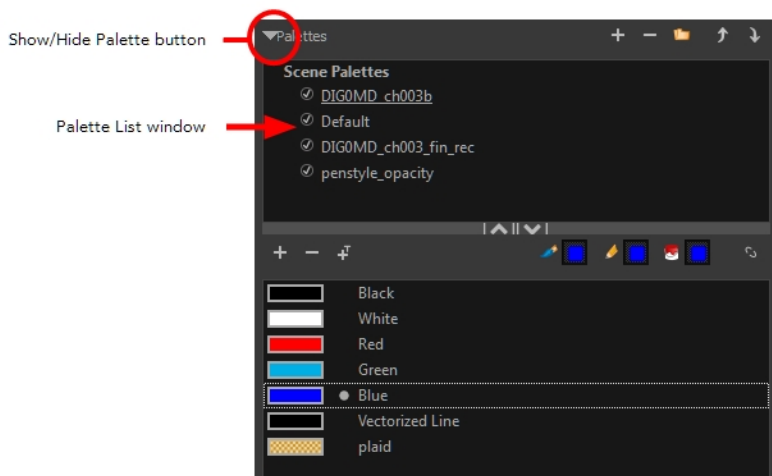 Show/Hide Palette button
Palettes
Scene Palettes
DIG0MD_ch003b
Palette List window
Default
DIG0MD_ch003_fin_rec
penstyle_opacity
Black
White
Red
Green
Blue
Vectorized Line
plaid